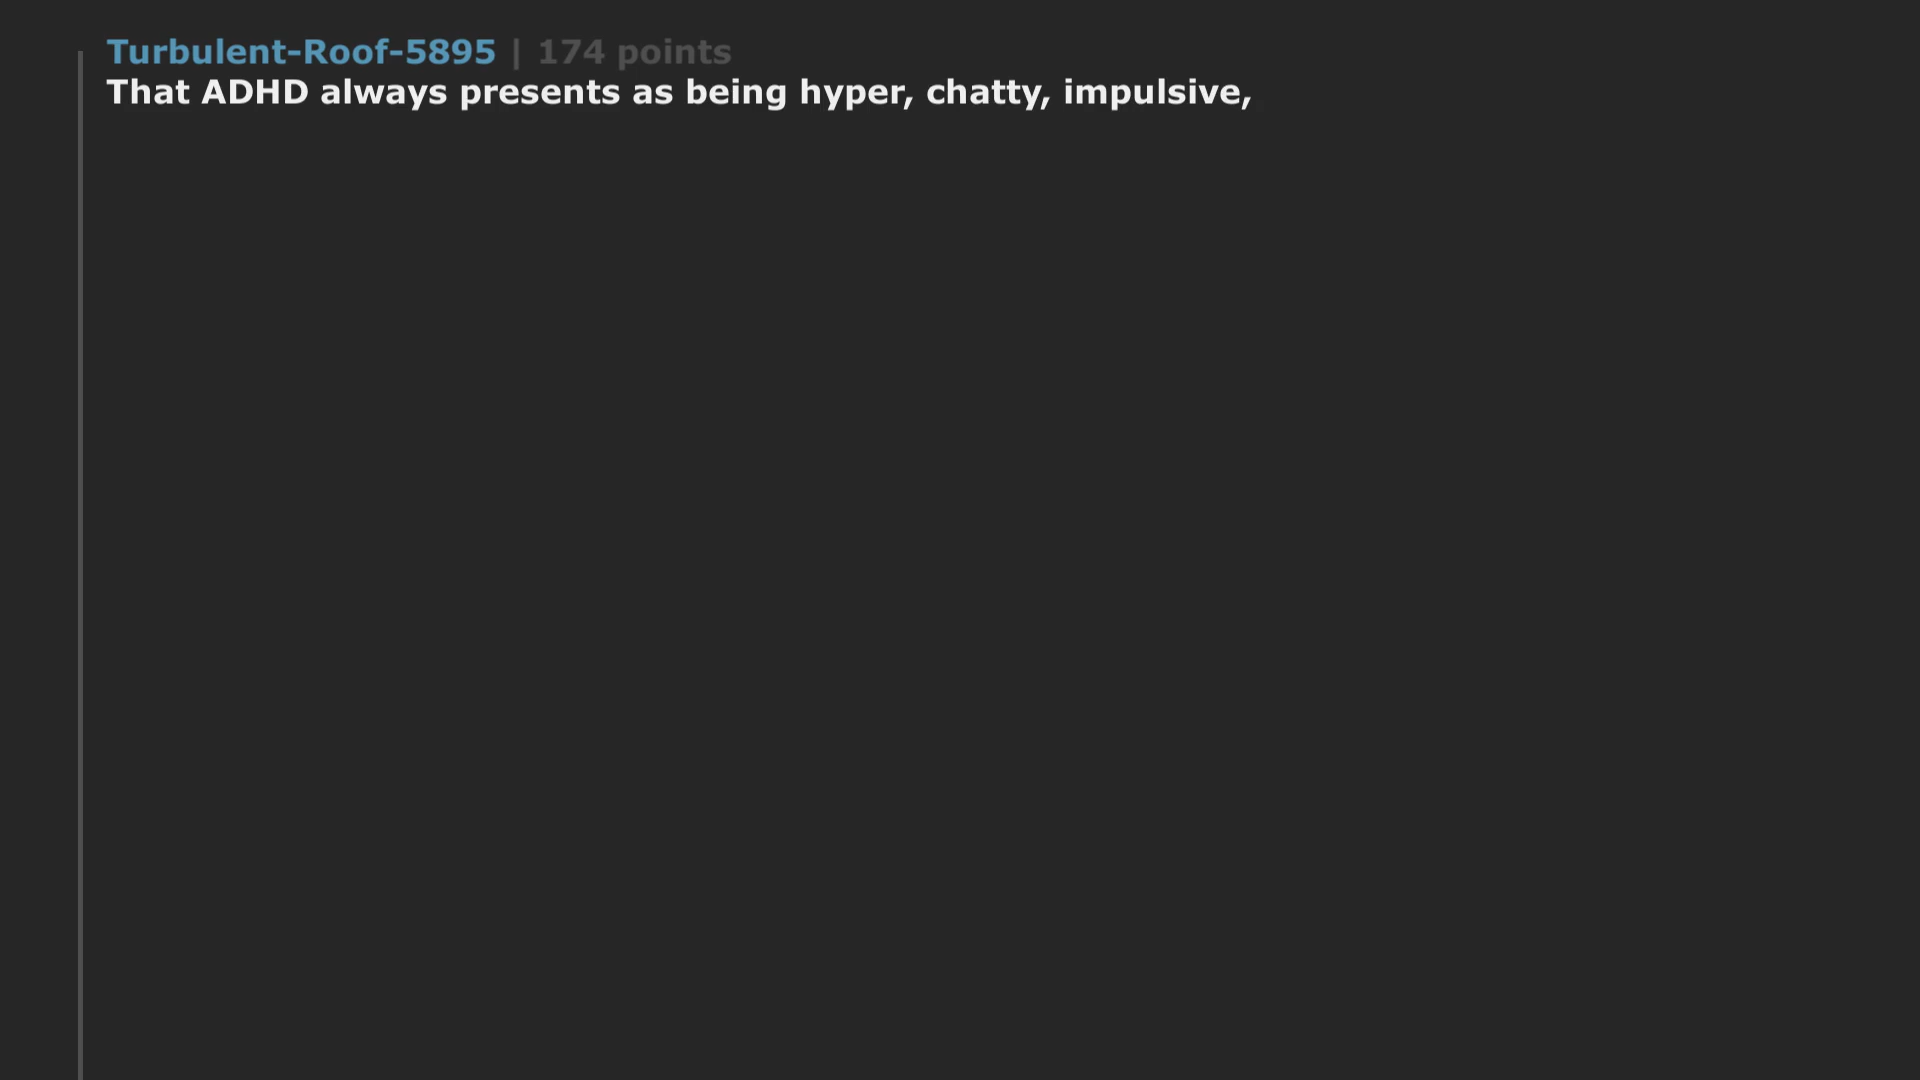 Turbulent-Roof-5895 | 174 points
That ADHD always presents as being hyper, chatty, impulsive,